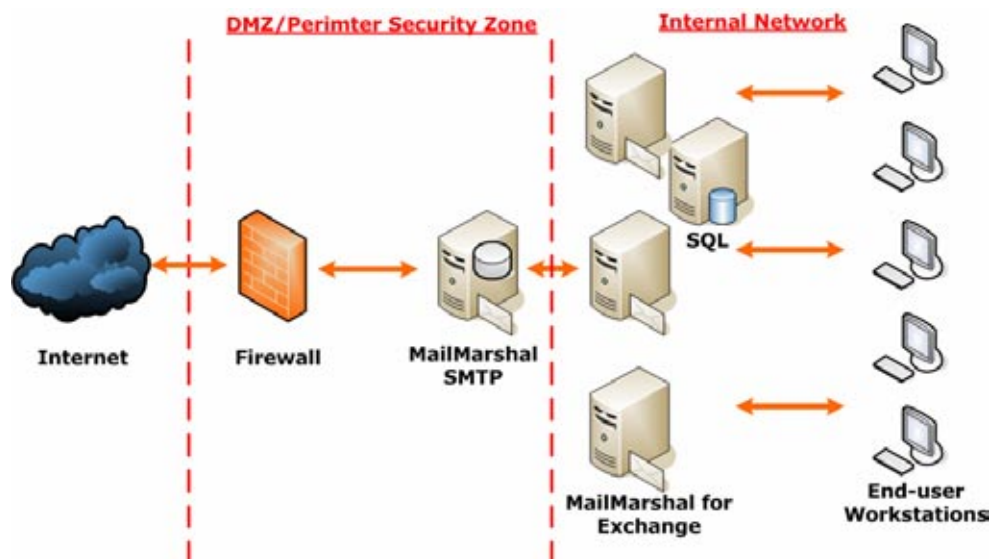 DMZ/Perimter Security Zone
Internal Network
SQL
Internet
Firewall
MailMarshal
SMTP
MailMarshal for
Exchange
End-user
Workstations